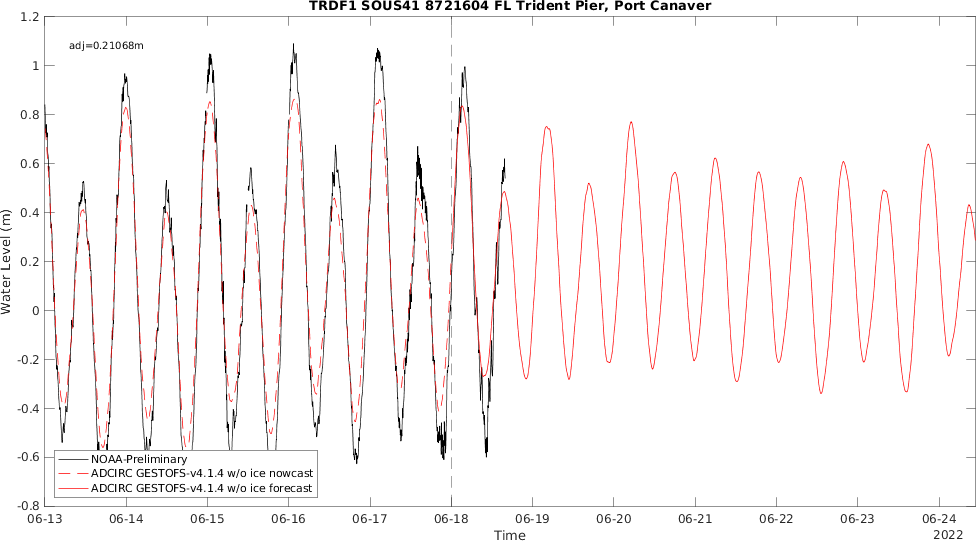 TRDF1 SOUS41 8721604 FL Trident Pier, Port Canaver
adj=0.21068m
1.2
1
0.8
0.6
0.4
0.2
0
-0.2
-0.4
-0.6
-0.8
Water Level (m)
NOAA-Preliminary
ADCIRC GESTOFS-v4.1.4 w/o ice nowcast
ADCIRC GESTOFS-v4.1.4 w/o ice forecast
06-13 06-14 06-15 06-16 06-17 06-18 06-19 06-20 06-21 06-22 06-23 06-24
Time
2022